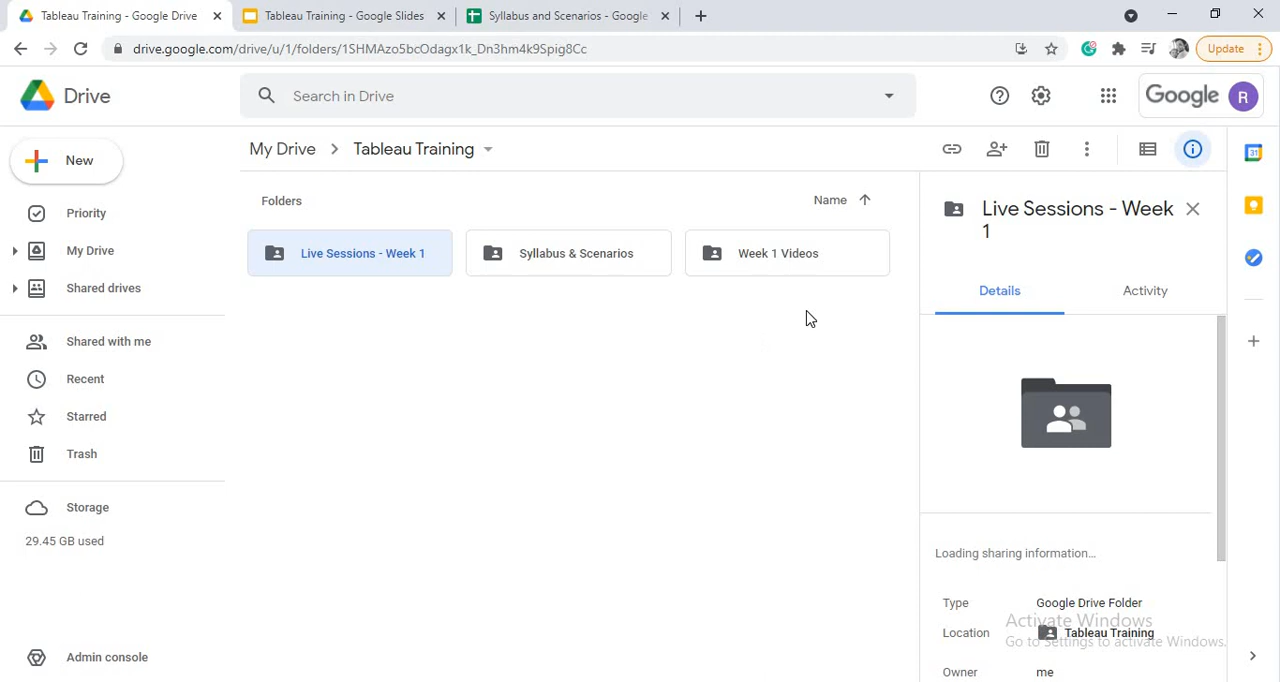 Tableau Training - Google Drive
Tableau Training - Google Slides
Syllabus and Scenarios - Google
drive.google.com/drive/u/1/folders/1SHMAzo5bcOdagx1k_Dn3hm4k9Spig8Cc
Update
Drive
Search in Drive
Google
R
My Drive
Tableau Training
New
Folders
Name
Live Sessions - Week 1
31
Priority
Live Sessions - Week 1
Syllabus & Scenarios
Week 1 Videos
My Drive
Shared drives
Details
Activity
Shared with me
Recent
Starred
Trash
Storage
29.45 GB used
Loading sharing information...
Type
Google Drive Folder
Activate Windows
Location
Tableau Training
Go to Settings to activate Windows.
Admin console
Owner
me